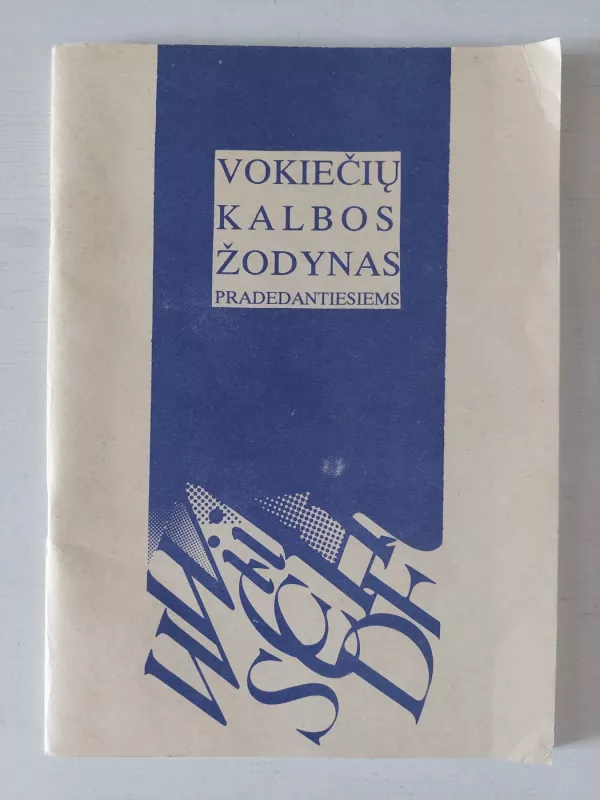 VOKIEČIŲ
KALBOS
ŽODYNAS
PRADEDANTIESIEMS